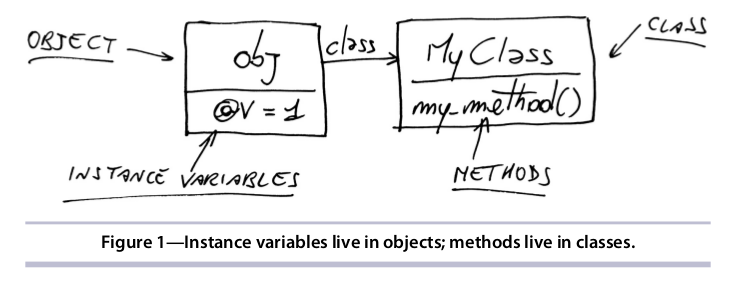 OBJECT
obj
@v = 1
class
MyClass
my_method()
CLASS
INSTANCE VARIABLES
METHODS
Figure 1—Instance variables live in objects; methods live in classes.